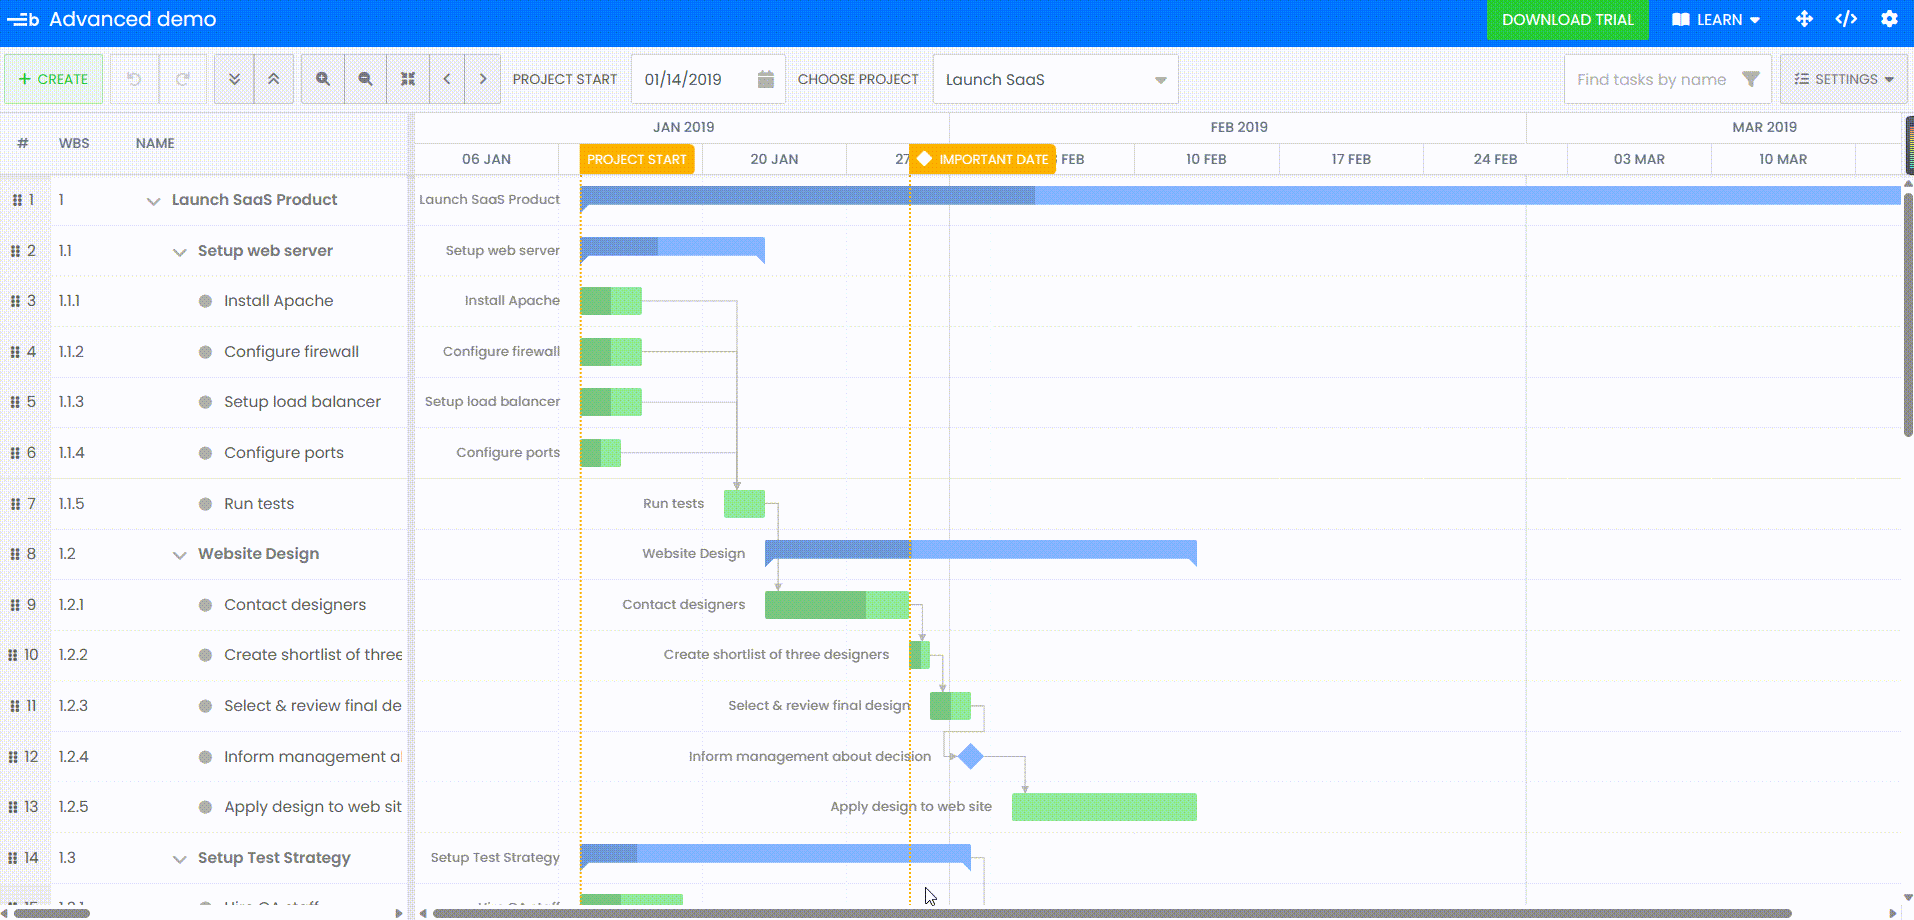 Advanced demo
DOWNLOAD TRIAL
LEARN
CREATE
PROJECT START
01/14/2019
CHOOSE PROJECT
Launch SaaS
Find tasks by name
SETTINGS
# WBS NAME
JAN 2019 FEB 2019 MAR 2019
06 JAN PROJECT START 20 JAN 27 IMPORTANT DATE FEB 10 FEB 17 FEB 24 FEB 03 MAR 10 MAR
1 1 Launch SaaS Product Launch SaaS Product
2 1.1 Setup web server Setup web server
3 1.1.1 Install Apache Install Apache
4 1.1.2 Configure firewall Configure firewall
5 1.1.3 Setup load balancer Setup load balancer
6 1.1.4 Configure ports Configure ports
7 1.1.5 Run tests Run tests
8 1.2 Website Design Website Design
9 1.2.1 Contact designers Contact designers
10 1.2.2 Create shortlist of three Create shortlist of three designers
11 1.2.3 Select & review final de Select & review final design
12 1.2.4 Inform management a Inform management about decision
13 1.2.5 Apply design to web sit Apply design to web site
14 1.3 Setup Test Strategy Setup Test Strategy